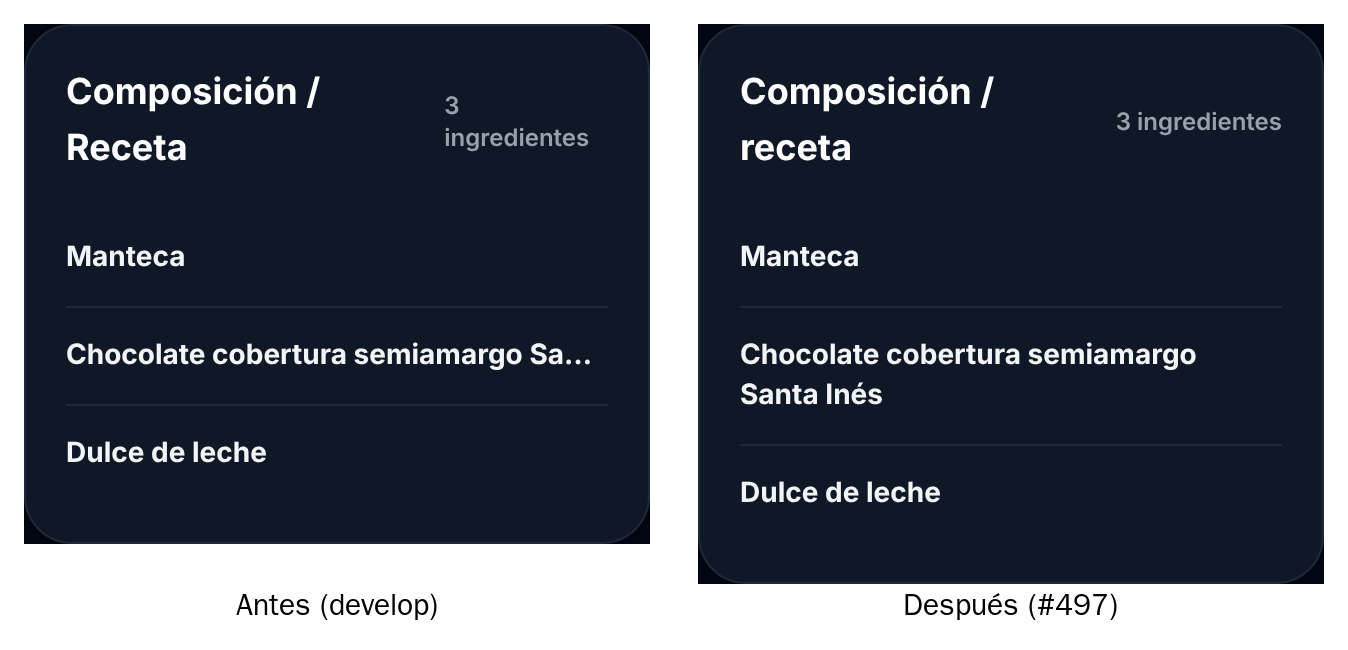 Composición /
Receta
3
ingredientes
Manteca
Chocolate cobertura semiamargo Sa...
Dulce de leche
Antes (develop)
Composición /
receta
3 ingredientes
Manteca
Chocolate cobertura semiamargo
Santa Inés
Dulce de leche
Después (#497)